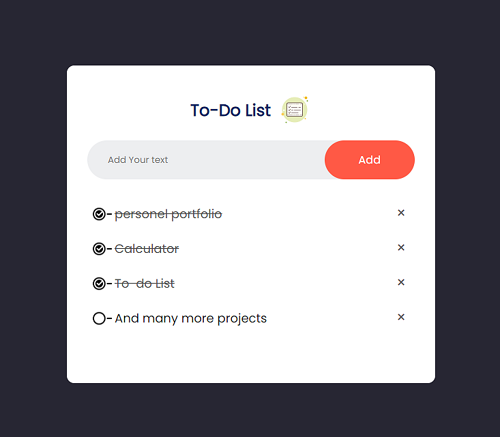 To-Do List
Add Your text
Add
personel portfolio
×
Calculator
×
To-do List
×
And many more projects
×